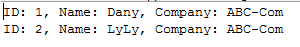 ID: 1, Name: Dany, Company: ABC-Com
ID: 2, Name: LyLy, Company: ABC-Com